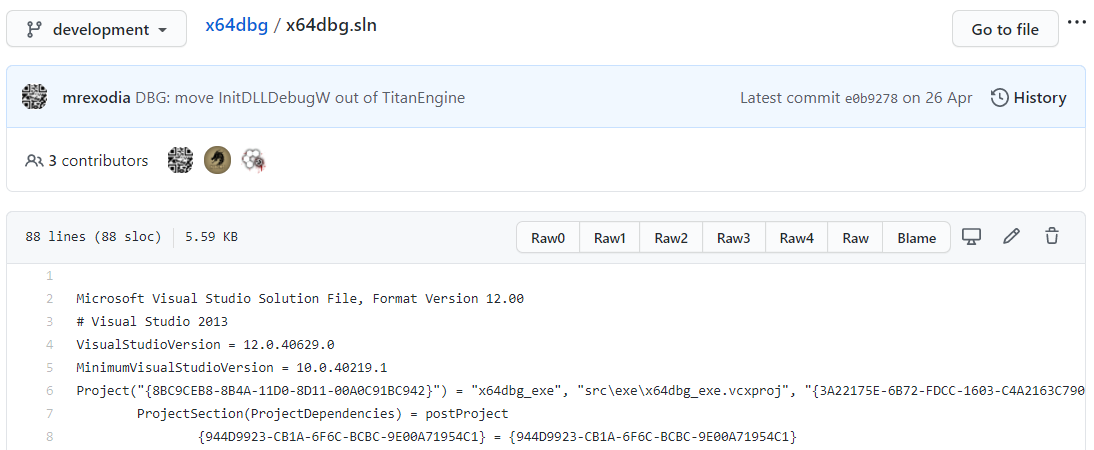 development x64dbg / x64dbg.sln Go to file ...
mrexodia DBG: move InitDLLDebugW out of TitanEngine Latest commit e0b9278 on 26 Apr History
3 contributors
88 lines (88 sloc) 5.59 KB Raw0 Raw1 Raw2 Raw3 Raw4 Raw Blame
1
2 Microsoft Visual Studio Solution File, Format Version 12.00
3 # Visual Studio 2013
4 VisualStudioVersion = 12.0.40629.0
5 MinimumVisualStudioVersion = 10.0.40219.1
6 Project("{8BC9CEB8-8B4A-11D0-8D11-00A0C91BC942}") = "x64dbg_exe", "src\exe\x64dbg_exe.vcxproj", "{3A22175E-6B72-FDCC-1603-C4A2163C790
7 ProjectSection(ProjectDependencies) = postProject
8 {944D9923-CB1A-6F6C-BCBC-9E00A71954C1} = {944D9923-CB1A-6F6C-BCBC-9E00A71954C1}